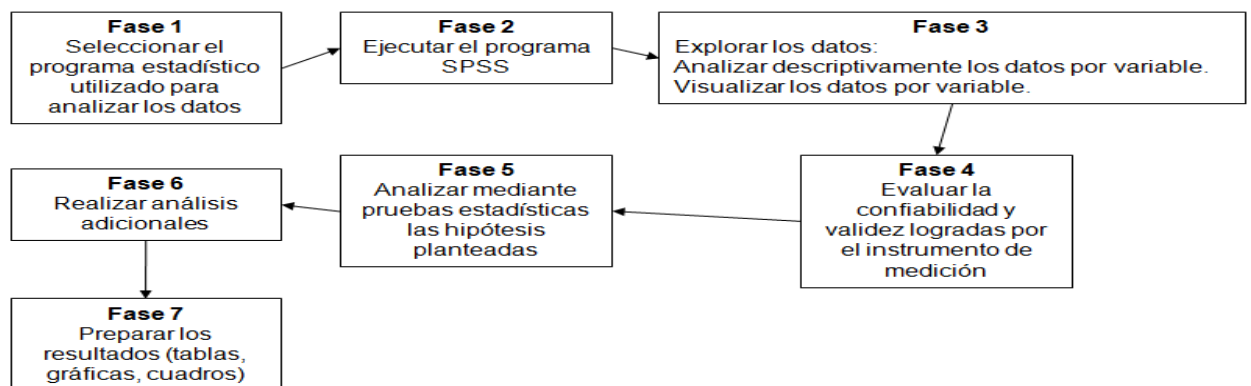 Fase 1
Seleccionar el
programa estadístico
utilizado para
analizar los datos
Fase 2
Ejecutar el programa
SPSS
Fase 3
Explorar los datos:
Analizar descriptivamente los datos por variable.
Visualizar los datos por variable.
Fase 4
Evaluar la
confiabilidad y
validez logradas por
el instrumento de
medición
Fase 5
Analizar mediante
pruebas estadísticas
las hipótesis
planteadas
Fase 6
Realizar análisis
adicionales
Fase 7
Preparar los
resultados (tablas,
gráficas, cuadros)